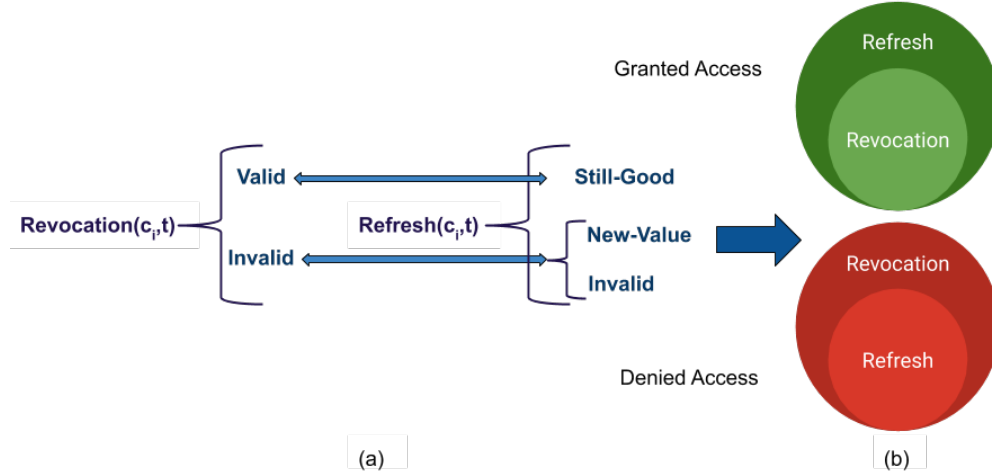 Revocation(cᵢ,t)
Valid
Invalid
Refresh(cᵢ,t)
Still-Good
New-Value
Invalid
(a)
Granted Access
Refresh
Revocation
Revocation
Refresh
Denied Access
(b)